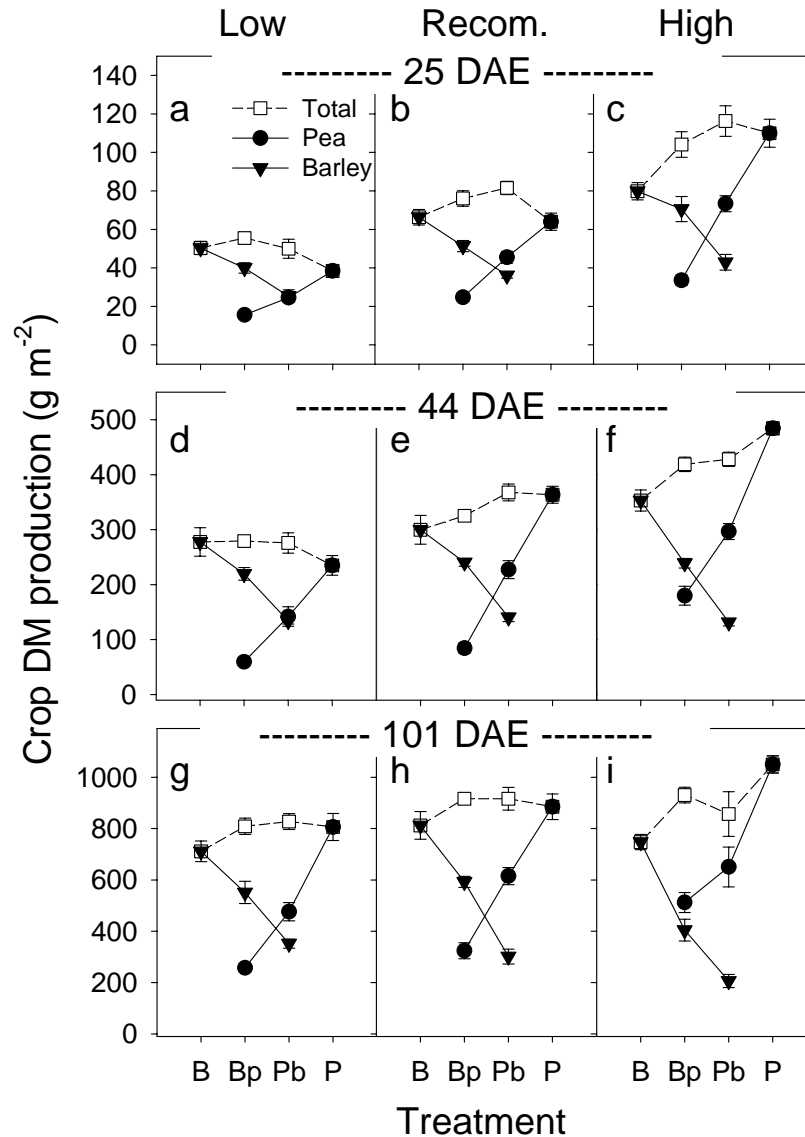 Low Recom. High
25 DAE
a b c
Total
Pea
Barley
140
120
100
80
60
40
20
0
44 DAE
d e f
500
400
300
200
100
0
101 DAE
g h i
1000
800
600
400
200
0
B Bp Pb P B Bp Pb P B Bp Pb P
Treatment
Crop DM production (g m⁻²)